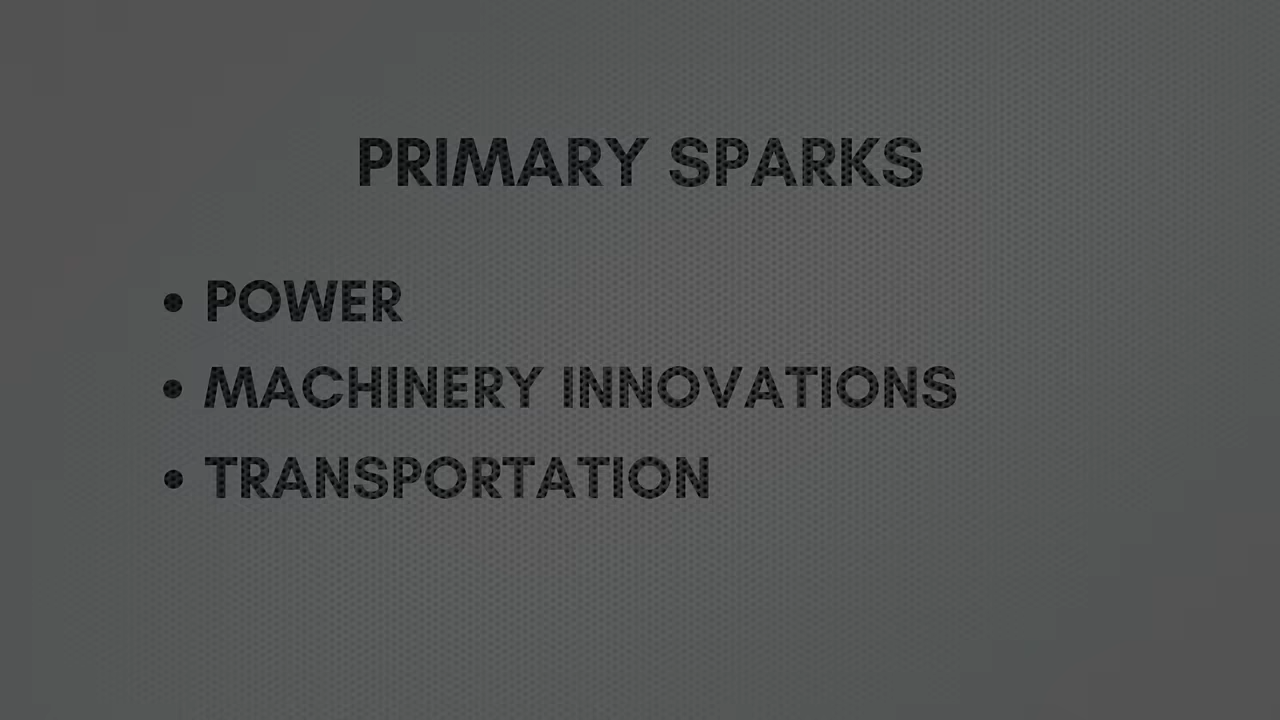 PRIMARY SPARKS
• POWER
• MACHINERY INNOVATIONS
• TRANSPORTATION